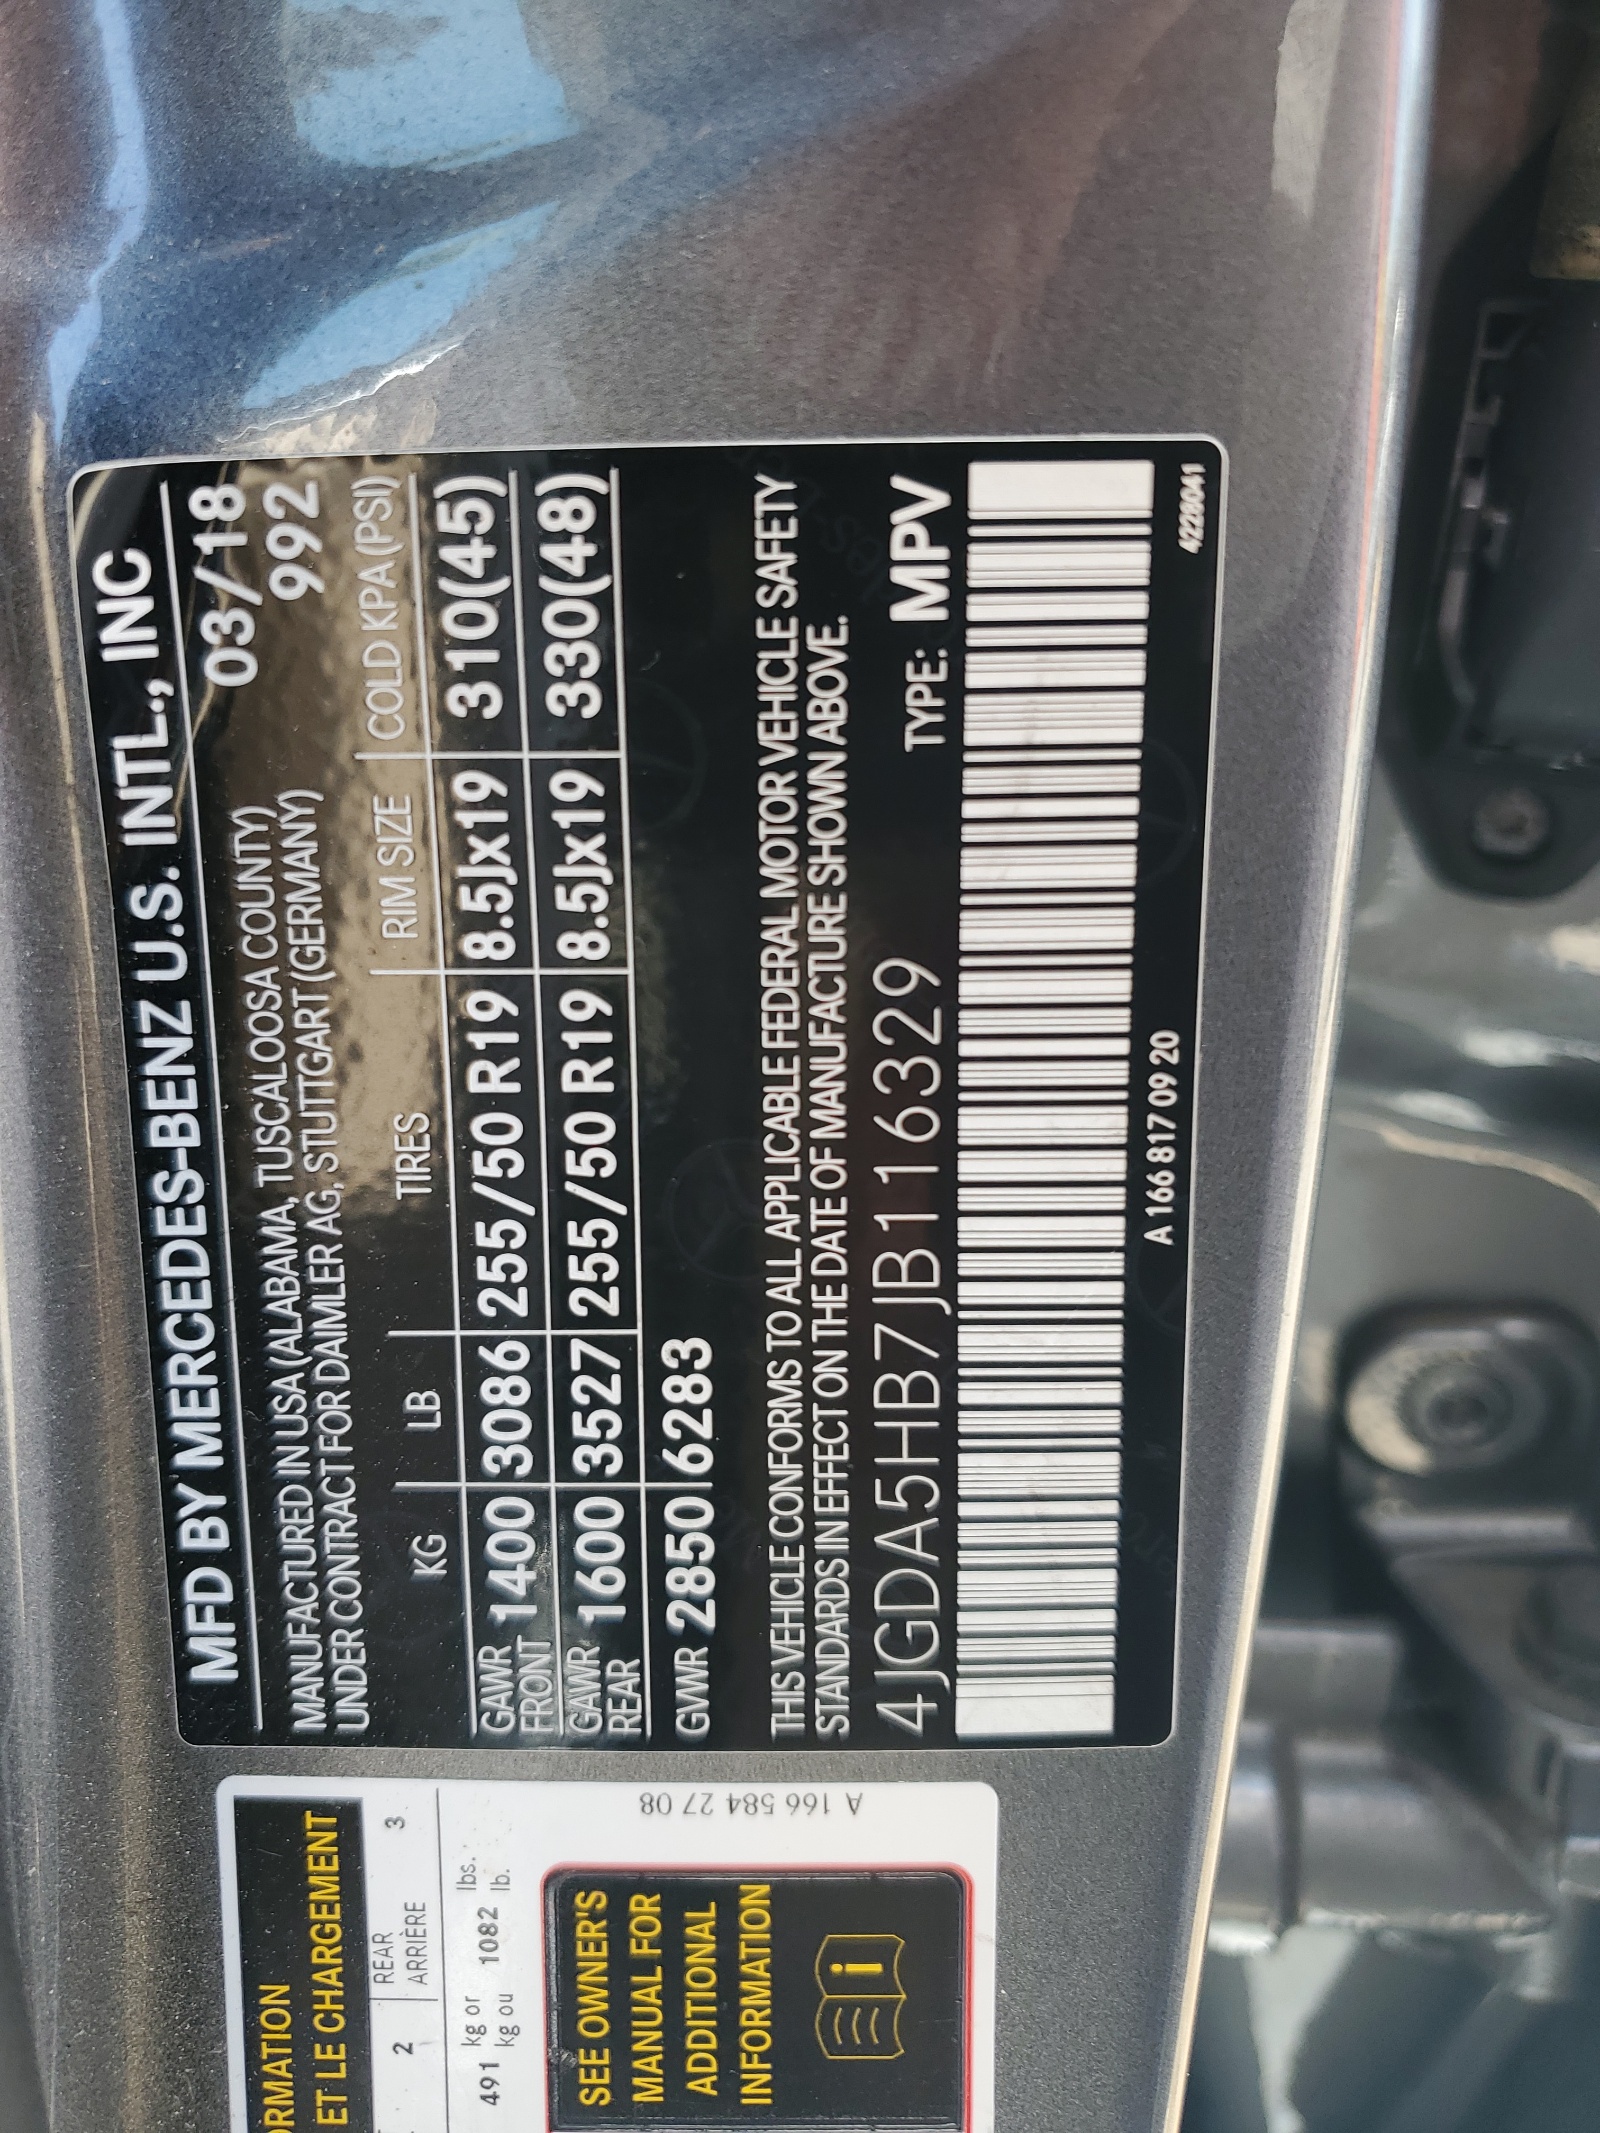 MFD BY MERCEDES-BENZ U.S. INTL., INC
03/18
MANUFACTURED IN USA (ALABAMA, TUSCALOOSA COUNTY) 992
UNDER CONTRACT FOR DAIMLER AG, STUTTGART (GERMANY)
KG LB TIRES RIM SIZE COLD KPA (PSI)
GAWR FRONT 1400 3086 255/50 R19 8.5Jx19 310(45)
GAWR REAR 1600 3527 255/50 R19 8.5Jx19 330(48)
GVWR 2850 6283
THIS VEHICLE CONFORMS TO ALL APPLICABLE FEDERAL MOTOR VEHICLE SAFETY
STANDARDS IN EFFECT ON THE DATE OF MANUFACTURE SHOWN ABOVE.
4JGDA5HB7JB116329 TYPE: MPV
A 166 817 09 20
4228041
ET LE CHARGEMENT
2 REAR 3
ARRIÈRE
491 kg or 1082 lbs.
kg ou lb.
A 166 584 27 08
SEE OWNER'S
MANUAL FOR
ADDITIONAL
INFORMATION